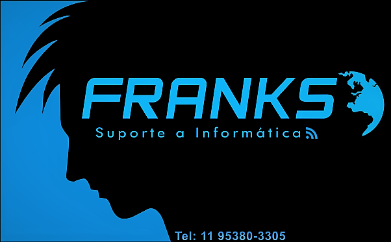 FRANKS
Suporte a Informática
Tel: 11 95380-3305